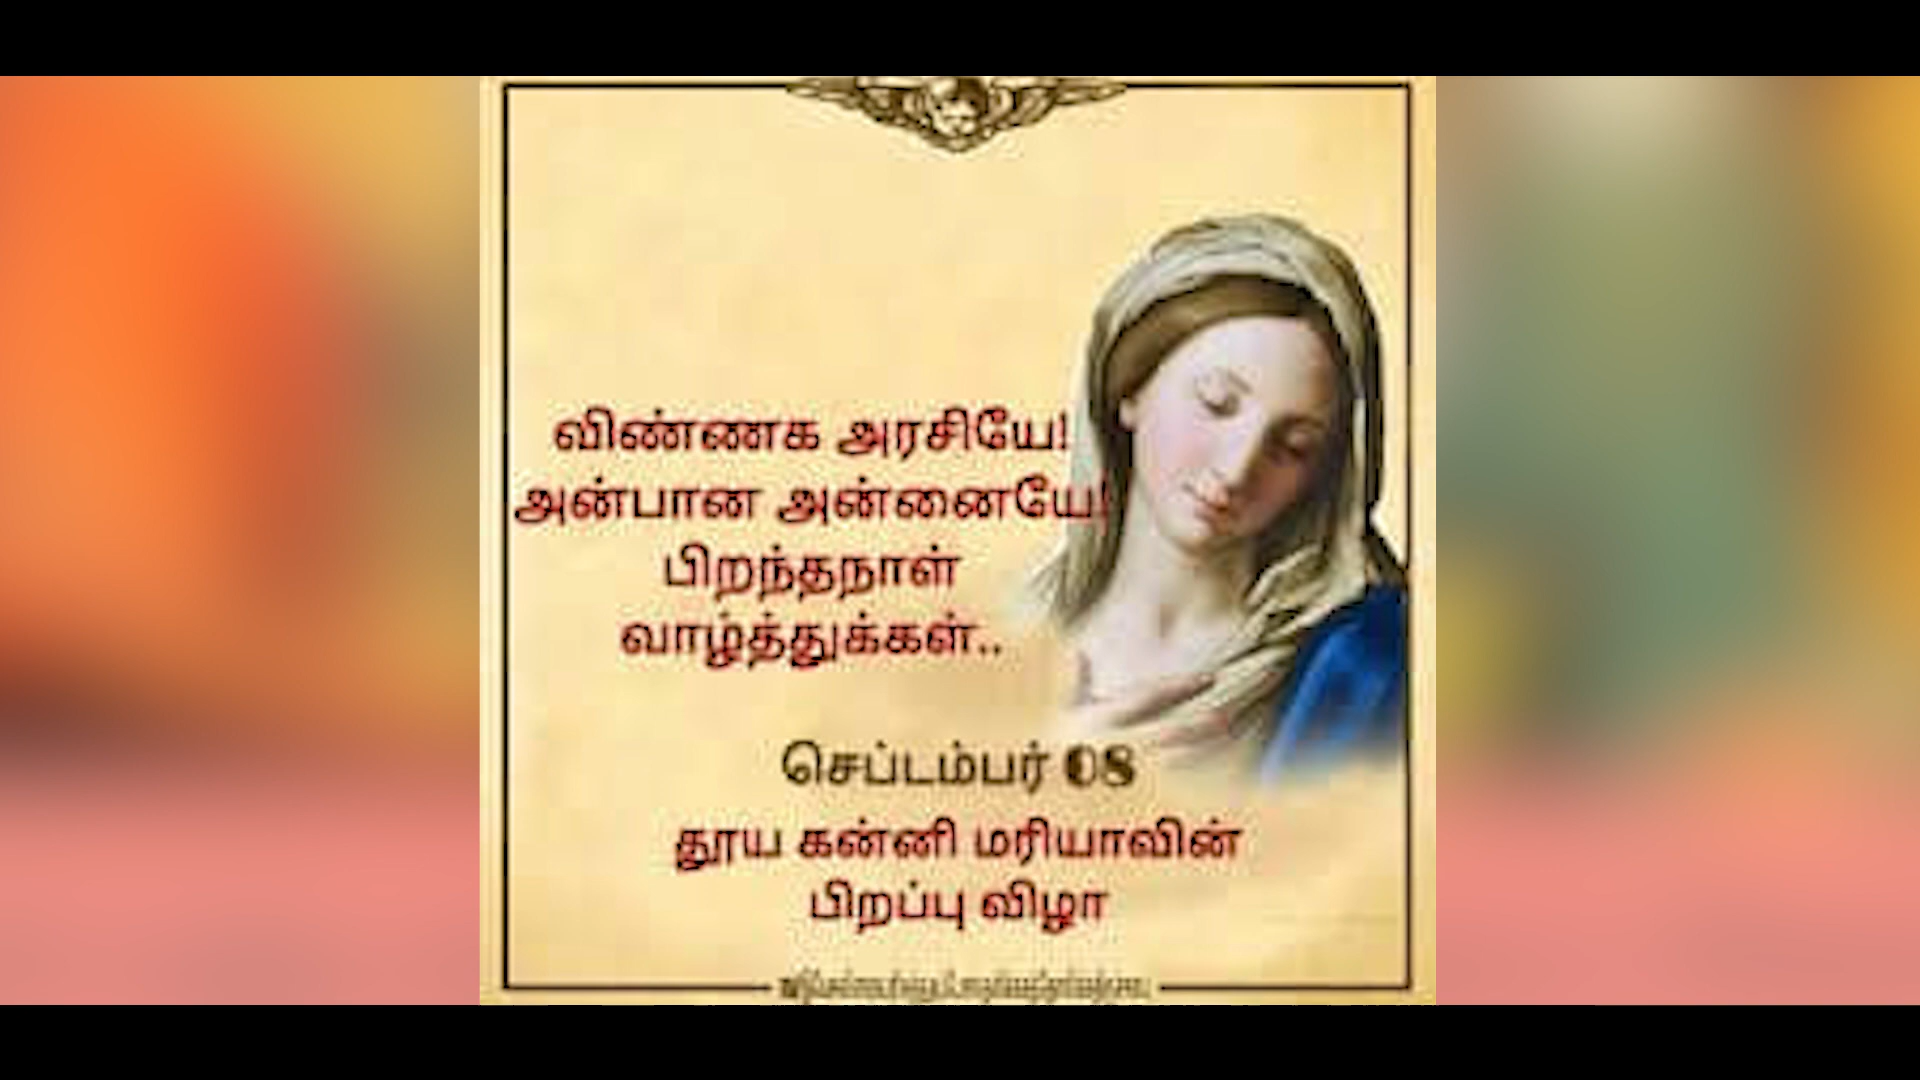 விண்ணக அரசியே!
அன்பான அன்னையே!
பிறந்தநாள்
வாழ்த்துக்கள்..
செப்டம்பர் 08
தூய கன்னி மரியாவின்
பிறப்பு விழா